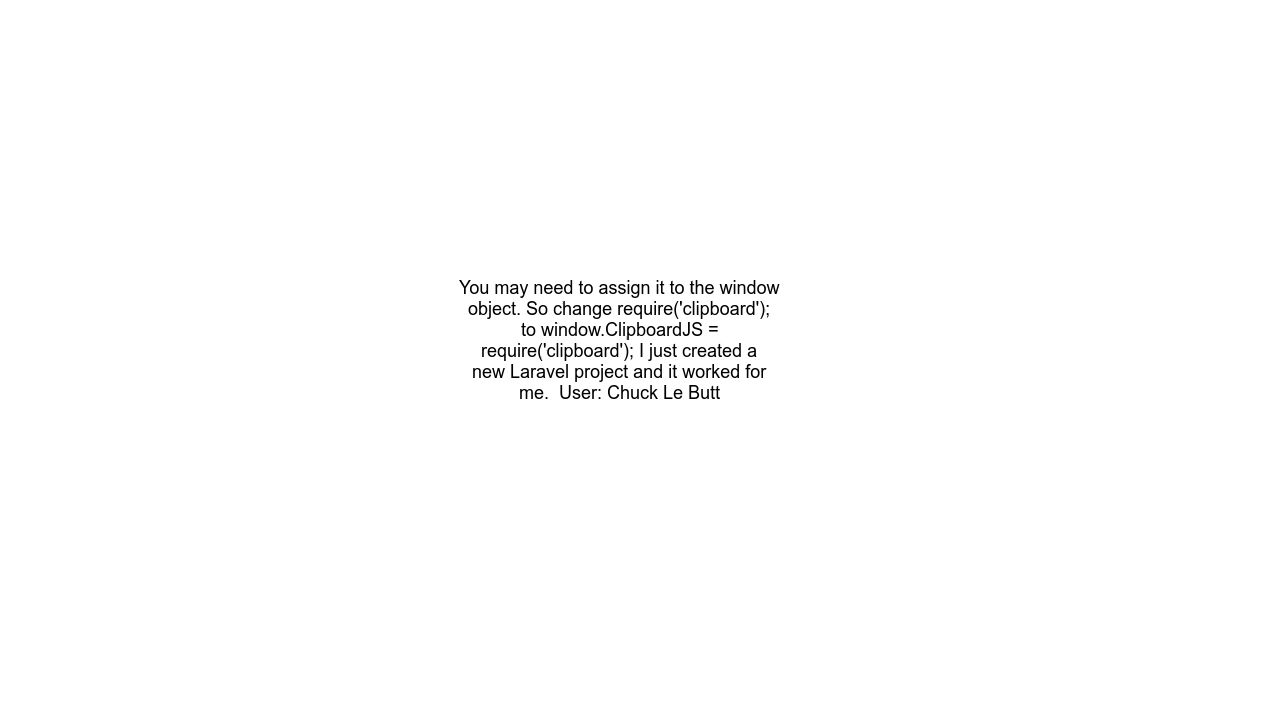 You may need to assign it to the window
object. So change require('clipboard');
to window.ClipboardJS =
require('clipboard'); I just created a
new Laravel project and it worked for
me.  User: Chuck Le Butt